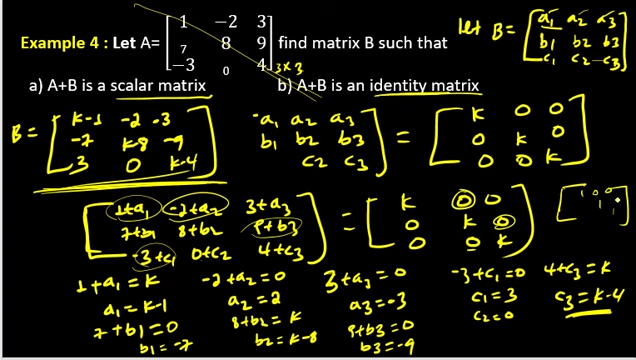 Example 4 : Let A= [ 1 -2 3
7 8 9
-3 0 4 ] 3×3 find matrix B such that
Let B = [ a1 a2 a3
b1 b2 b3
c1 c2 c3 ]
a) A+B is a scalar matrix b) A+B is an identity matrix
B = [ k-1 -2 -3
-7 k-8 -9
3 0 k-4 ]
a1 a2 a3
b1 b2 b3
c2 c3 ] = [ k 0 0
0 k 0
0 0 k ]
[ 1+a1 -2+a2 3+a3
7+b1 8+b2 9+b3
-3+c1 0+c2 4+c3 ] = [ k 0 0
0 k 0
0 0 k ]
1+a1 = k
a1 = k-1
7+b1 = 0
b1 = -7
-2+a2 = 0
a2 = 2
8+b2 = k
b2 = k-8
3+a3 = 0
a3 = -3
9+b3 = 0
b3 = -9
-3+c1 = 0
c1 = 3
c2 = 0
4+c3 = k
c3 = k-4